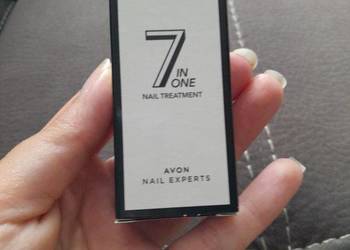 7 IN
ONE
NAIL TREATMENT
AVON
NAIL EXPERTS